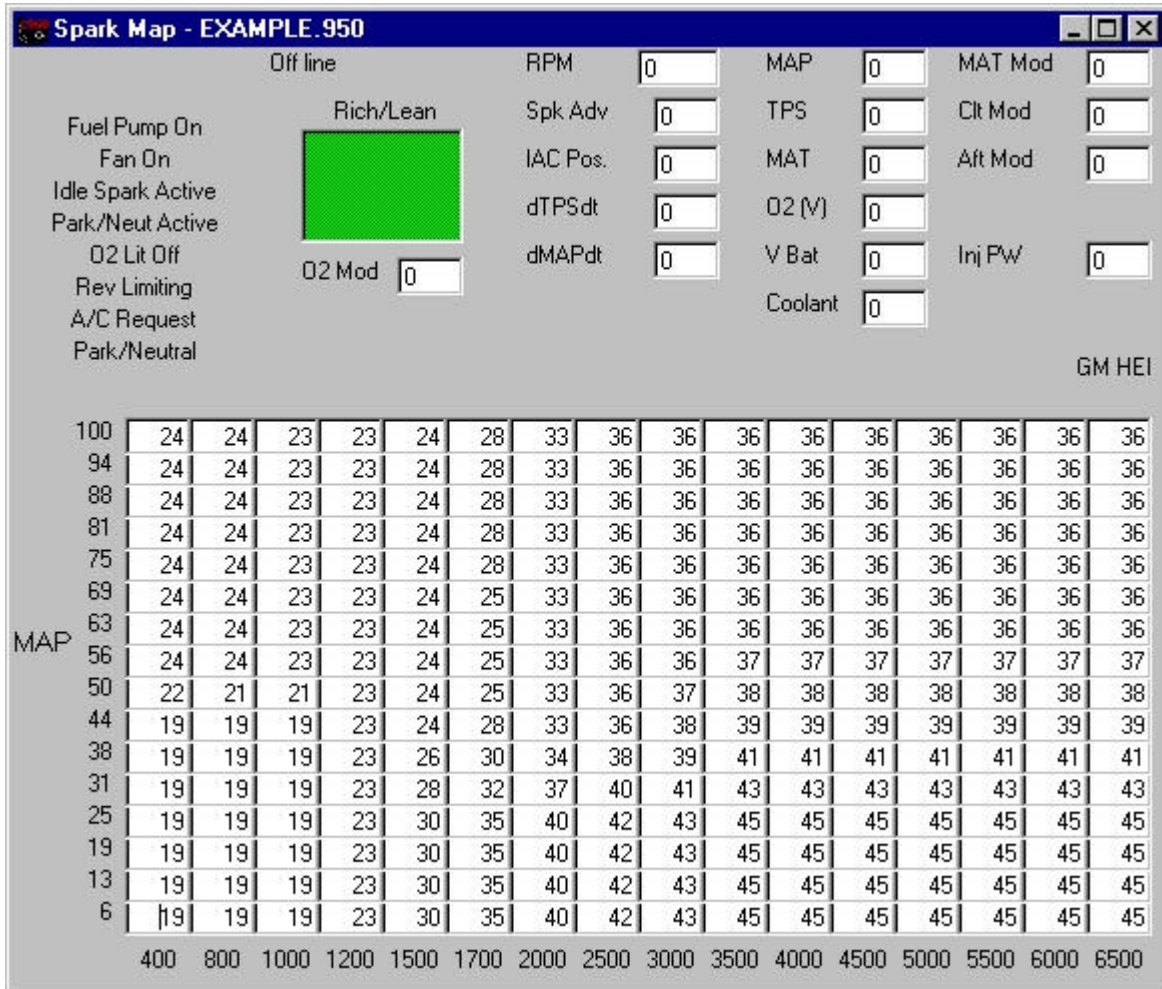 Spark Map - EXAMPLE.950
Off line RPM 0 MAP 0 MAT Mod 0
Rich/Lean Spk Adv 0 TPS 0 Clt Mod 0
Fuel Pump On
Fan On IAC Pos. 0 MAT 0 Aft Mod 0
Idle Spark Active
Park/Neut Active dTPSdt 0 O2 (V) 0
O2 Lit Off O2 Mod 0 dMAPdt 0 V Bat 0 Inj PW 0
Rev Limiting
A/C Request Coolant 0
Park/Neutral
GM HEI
100 24 24 23 23 24 28 33 36 36 36 36 36 36 36 36 36
94 24 24 23 23 24 28 33 36 36 36 36 36 36 36 36 36
88 24 24 23 23 24 28 33 36 36 36 36 36 36 36 36 36
81 24 24 23 23 24 28 33 36 36 36 36 36 36 36 36 36
75 24 24 23 23 24 28 33 36 36 36 36 36 36 36 36 36
69 24 24 23 23 24 25 33 36 36 36 36 36 36 36 36 36
63 24 24 23 23 24 25 33 36 36 36 36 36 36 36 36 36
MAP
56 24 24 23 23 24 25 33 36 36 37 37 37 37 37 37 37
50 22 21 21 23 24 25 33 36 37 38 38 38 38 38 38 38
44 19 19 19 23 24 28 33 36 38 39 39 39 39 39 39 39
38 19 19 19 23 26 30 34 38 39 41 41 41 41 41 41 41
31 19 19 19 23 28 32 37 40 41 43 43 43 43 43 43 43
25 19 19 19 23 30 35 40 42 43 45 45 45 45 45 45 45
19 19 19 19 23 30 35 40 42 43 45 45 45 45 45 45 45
13 19 19 19 23 30 35 40 42 43 45 45 45 45 45 45 45
6 19 19 19 23 30 35 40 42 43 45 45 45 45 45 45 45
400 800 1000 1200 1500 1700 2000 2500 3000 3500 4000 4500 5000 5500 6000 6500